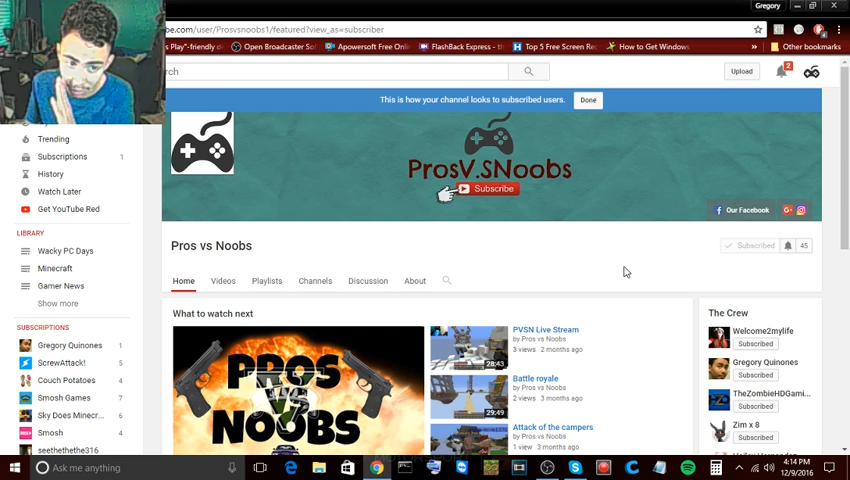 Gregory
be.com/user/Prosvsnoobs1/featured?view_as=subscriber
s Play"-friendly d
Open Broadcaster So
Apowersoft Free Onli
FlashBack Express - th
Top 5 Free Screen Rec
How to Get Windows
»
Other bookmarks
rch
Upload
2
This is how your channel looks to subscribed users.
Done
ProsV.SNoobs
Subscribe
Our Facebook
Trending
Subscriptions 1
History
Watch Later
Get YouTube Red
LIBRARY
Wacky PC Days
Minecraft
Gamer News
Show more
SUBSCRIPTIONS
Gregory Quinones 1
ScrewAttack! 5
Couch Potatoes 4
Smosh Games 7
Sky Does Minecr... 4
Smosh 4
seethethe316
Pros vs Noobs
Subscribed 45
Home
Videos
Playlists
Channels
Discussion
About
What to watch next
PROS
NOOBS
PVSN Live Stream
by Pros vs Noobs
3 views 2 months ago
28:43
Battle royale
by Pros vs Noobs
2 views 3 months ago
29:49
Attack of the campers
by Pros vs Noobs
1 view 3 months ago
The Crew
Welcome2mylife
Subscribed
Gregory Quinones
Subscribed
TheZombieHDGami...
Subscribed
Zim x 8
Subscribed
Ask me anything
4:14 PM
12/9/2016